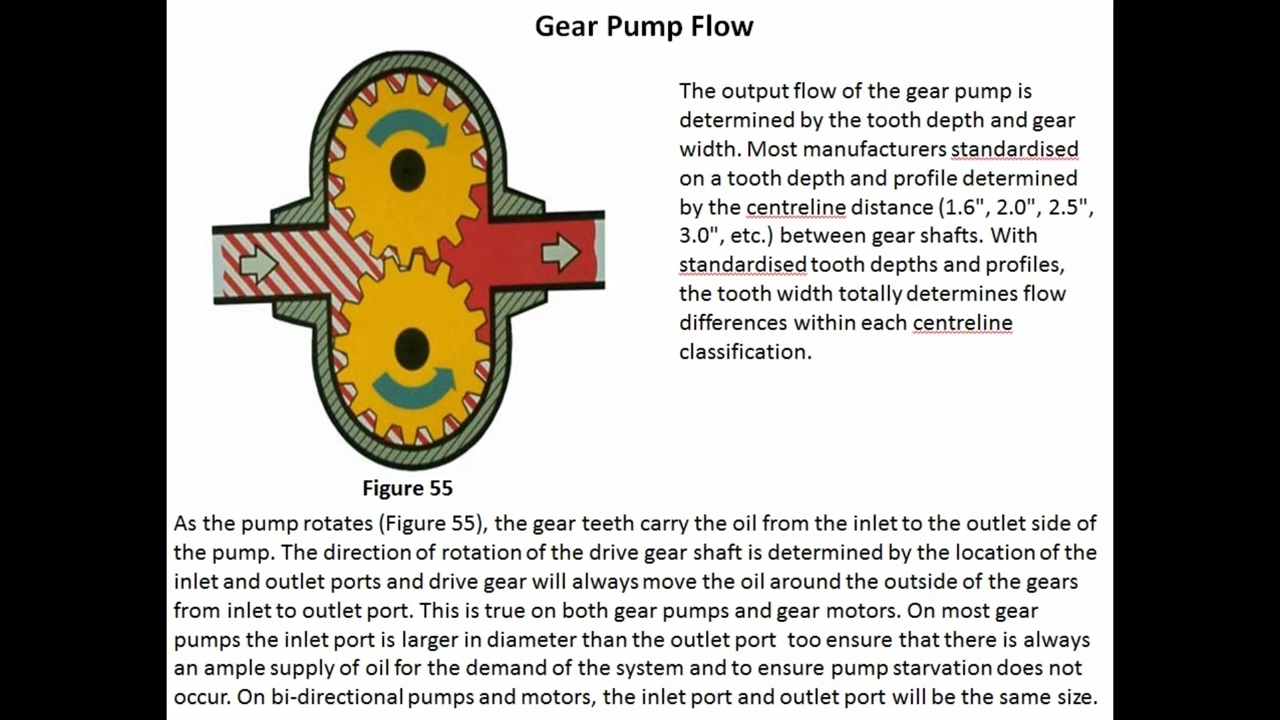 Gear Pump Flow
The output flow of the gear pump is
determined by the tooth depth and gear
width. Most manufacturers standardised
on a tooth depth and profile determined
by the centreline distance (1.6", 2.0", 2.5",
3.0", etc.) between gear shafts. With
standardised tooth depths and profiles,
the tooth width totally determines flow
differences within each centreline
classification.
Figure 55
As the pump rotates (Figure 55), the gear teeth carry the oil from the inlet to the outlet side of
the pump. The direction of rotation of the drive gear shaft is determined by the location of the
inlet and outlet ports and drive gear will always move the oil around the outside of the gears
from inlet to outlet port. This is true on both gear pumps and gear motors. On most gear
pumps the inlet port is larger in diameter than the outlet port  too ensure that there is always
an ample supply of oil for the demand of the system and to ensure pump starvation does not
occur. On bi-directional pumps and motors, the inlet port and outlet port will be the same size.